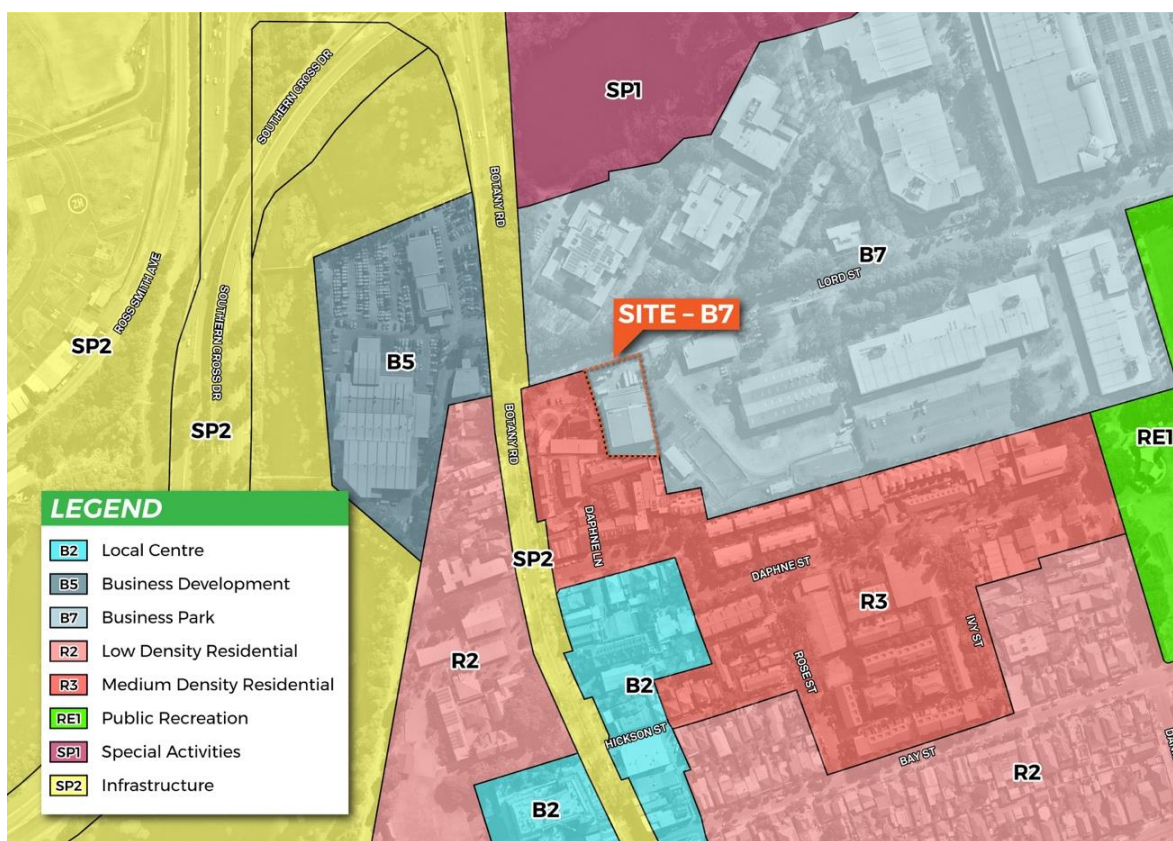 SOUTHERN CROSS DR
SP1
BOTANY RD
2H
ROSS SMITH AVE
B7
LORD ST
SITE – B7
SOUTHERN CROSS DR
SP2
B5
SP2
BOTANY RD
RE1
LEGEND
B2 Local Centre
B5 Business Development
B7 Business Park
R2 Low Density Residential
R3 Medium Density Residential
RE1 Public Recreation
SP1 Special Activities
SP2 Infrastructure
DAPHNE LN
SP2
DAPHNE ST
R3
IVY ST
R2
ROSE ST
B2
HICKSON ST
BAY ST
R2
B2